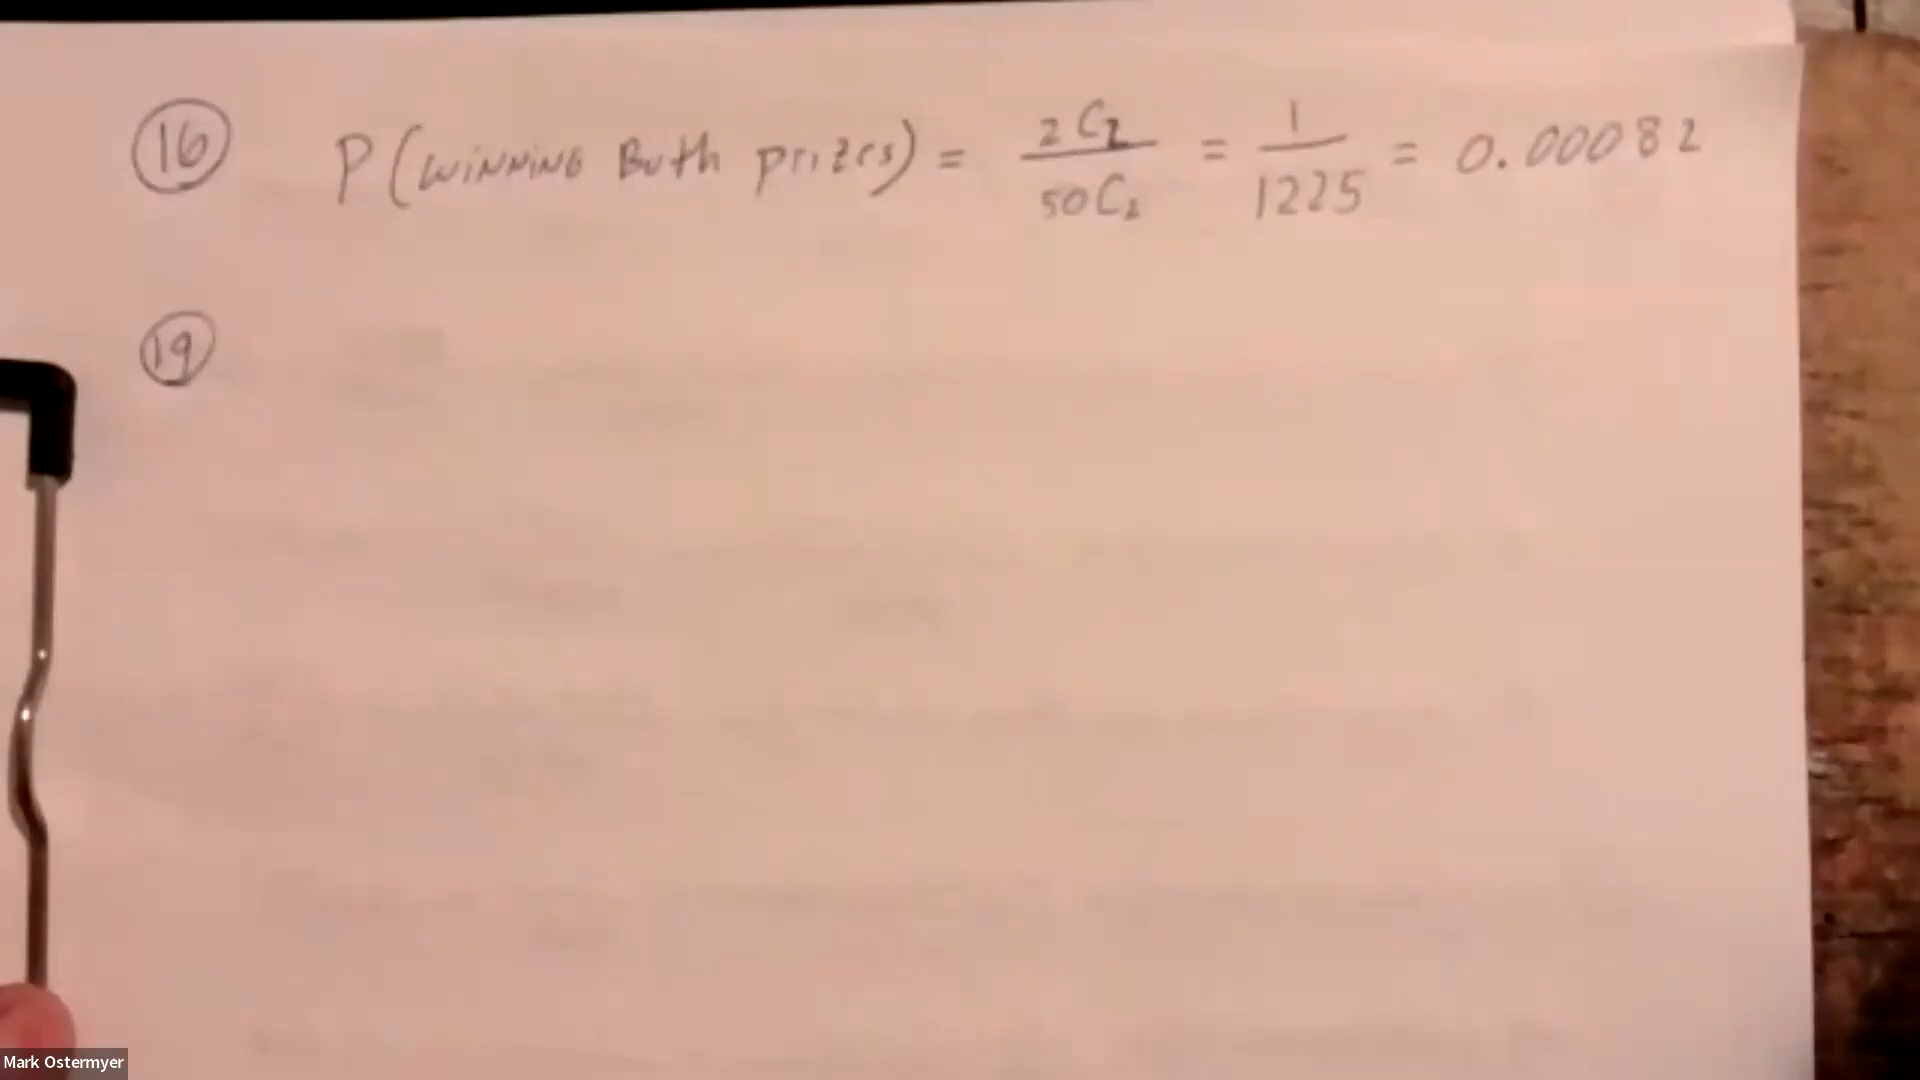 16 P(WINNING Both prizes) = 2C2/50C2 = 1/1225 = 0.00082
19
Mark Ostermyer